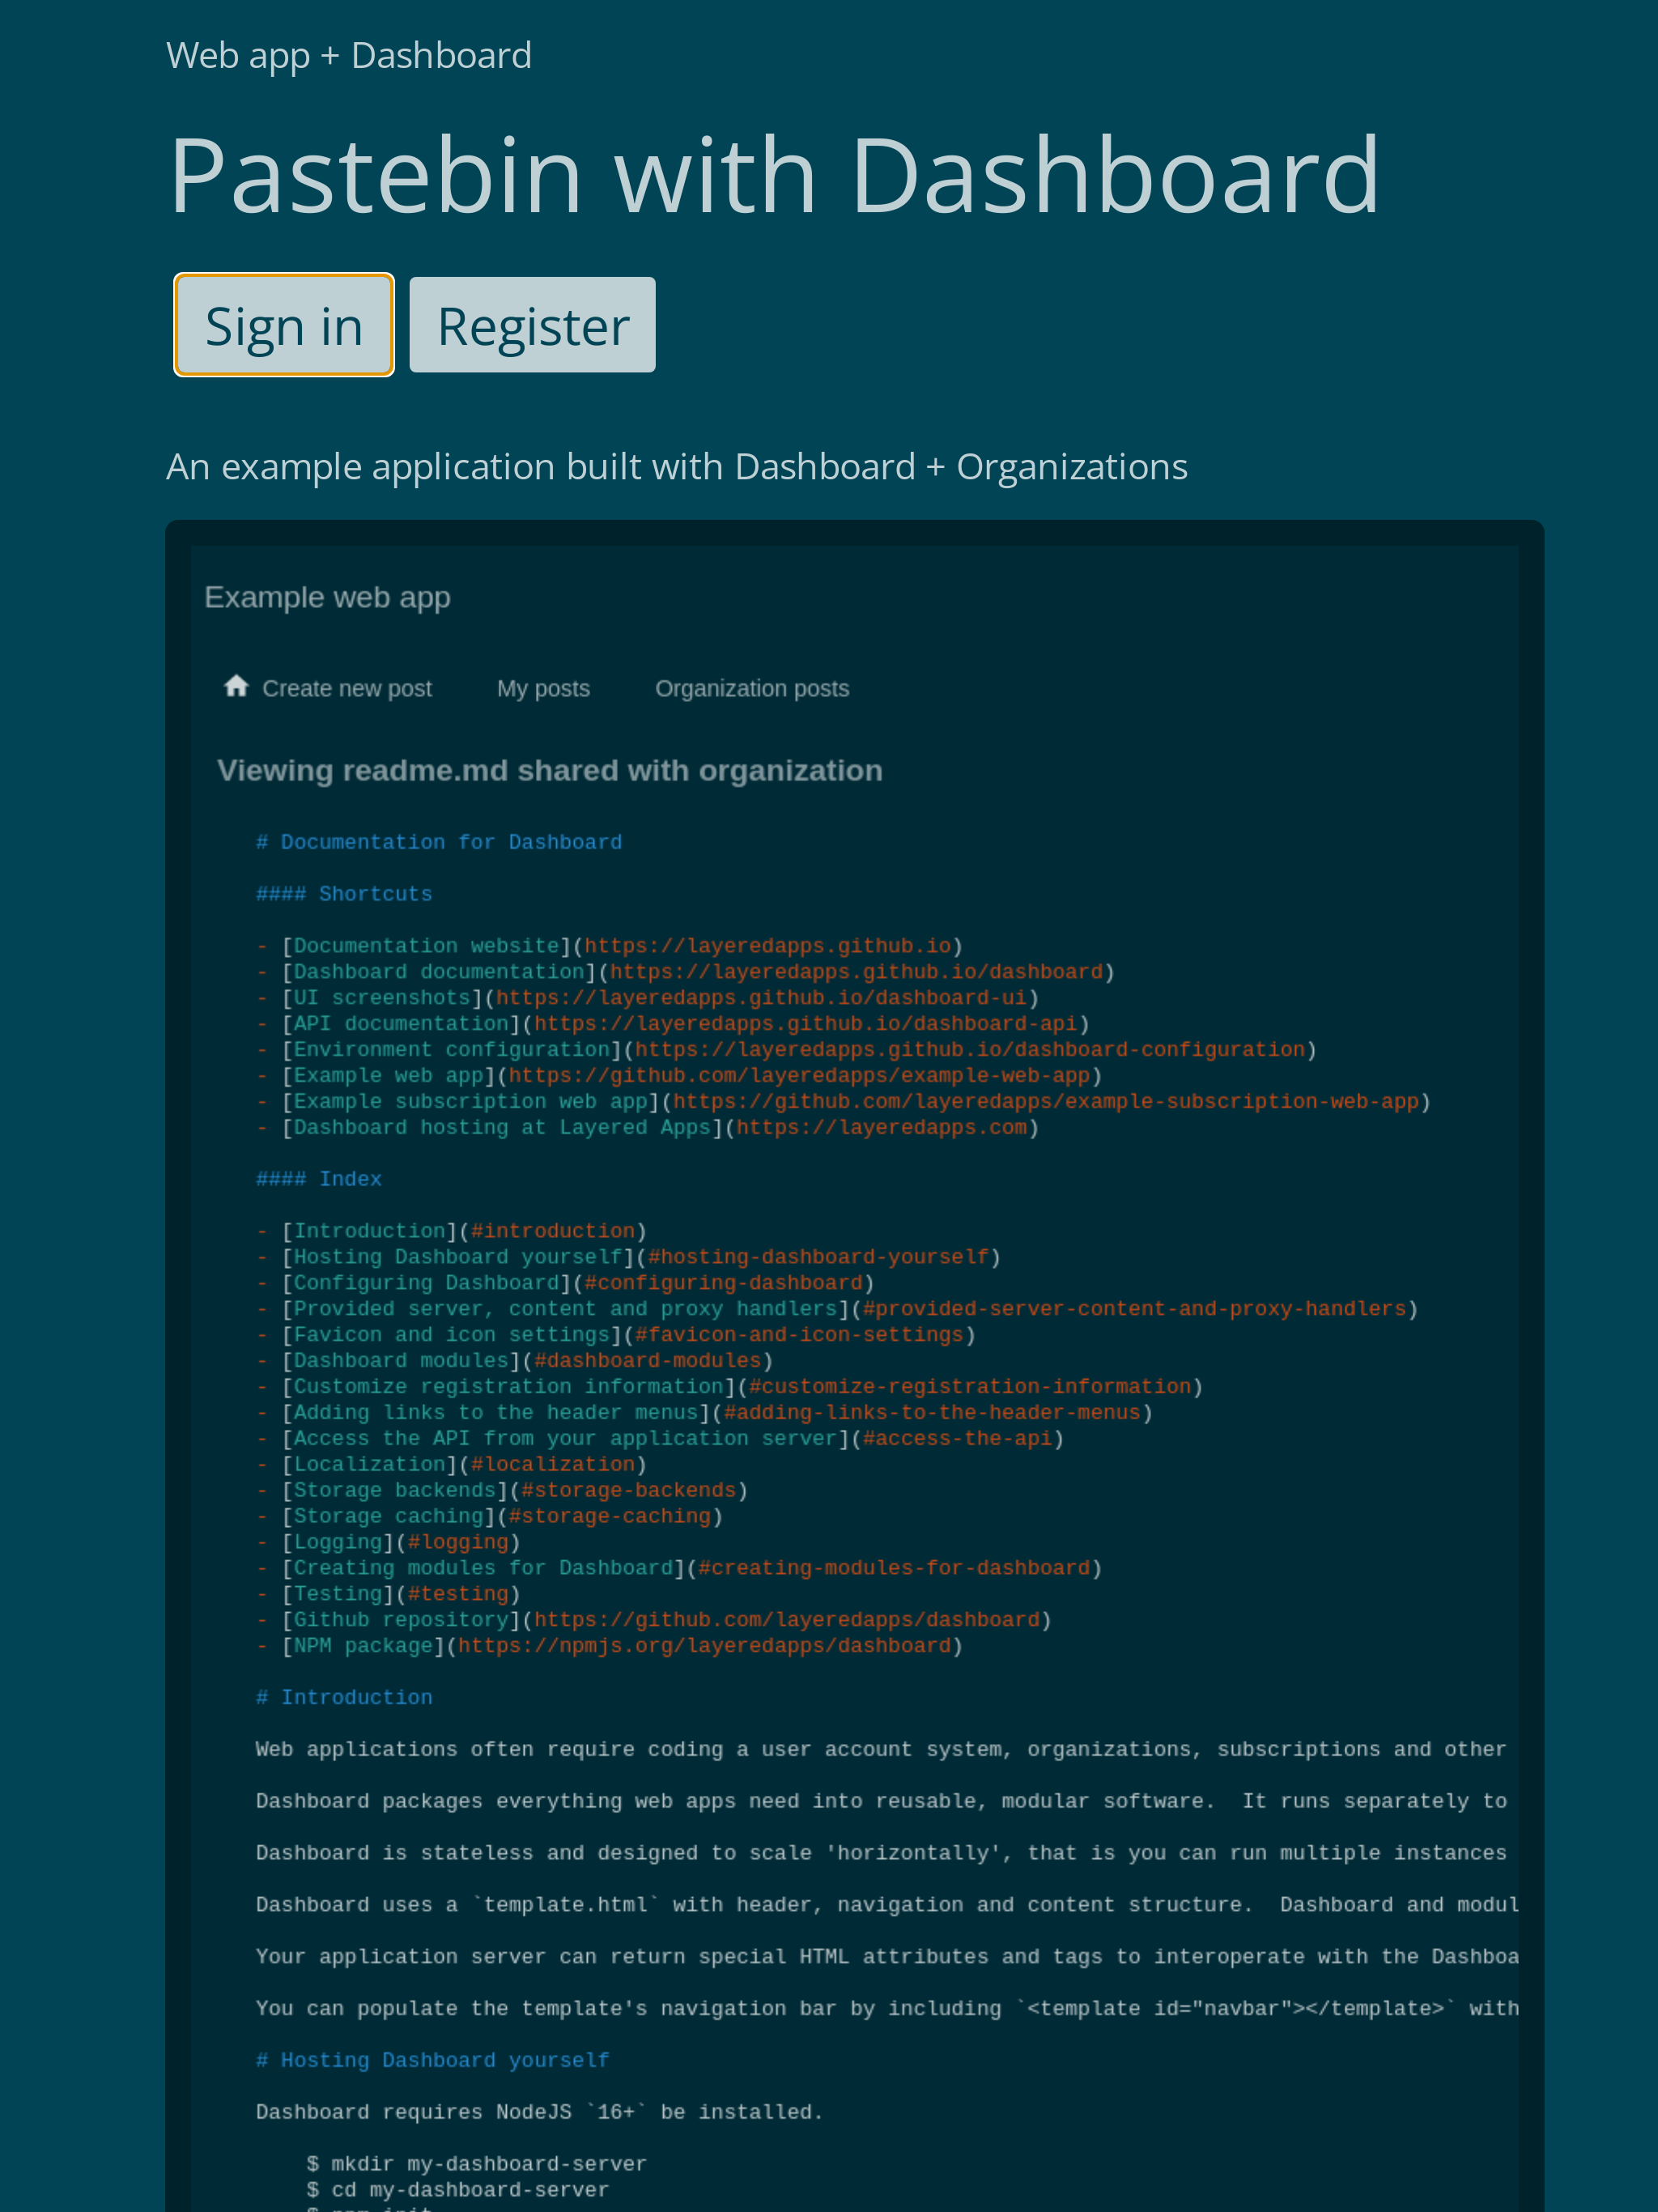 Web app + Dashboard
Pastebin with Dashboard
Sign in Register
An example application built with Dashboard + Organizations
Example web app
Create new post My posts Organization posts
Viewing readme.md shared with organization
# Documentation for Dashboard
#### Shortcuts
- [Documentation website](https://layeredapps.github.io)
- [Dashboard documentation](https://layeredapps.github.io/dashboard)
- [UI screenshots](https://layeredapps.github.io/dashboard-ui)
- [API documentation](https://layeredapps.github.io/dashboard-api)
- [Environment configuration](https://layeredapps.github.io/dashboard-configuration)
- [Example web app](https://github.com/layeredapps/example-web-app)
- [Example subscription web app](https://github.com/layeredapps/example-subscription-web-app)
- [Dashboard hosting at Layered Apps](https://layeredapps.com)
#### Index
- [Introduction](#introduction)
- [Hosting Dashboard yourself](#hosting-dashboard-yourself)
- [Configuring Dashboard](#configuring-dashboard)
- [Provided server, content and proxy handlers](#provided-server-content-and-proxy-handlers)
- [Favicon and icon settings](#favicon-and-icon-settings)
- [Dashboard modules](#dashboard-modules)
- [Customize registration information](#customize-registration-information)
- [Adding links to the header menus](#adding-links-to-the-header-menus)
- [Access the API from your application server](#access-the-api)
- [Localization](#localization)
- [Storage backends](#storage-backends)
- [Storage caching](#storage-caching)
- [Logging](#logging)
- [Creating modules for Dashboard](#creating-modules-for-dashboard)
- [Testing](#testing)
- [Github repository](https://github.com/layeredapps/dashboard)
- [NPM package](https://npmjs.org/layeredapps/dashboard)
# Introduction
Web applications often require coding a user account system, organizations, subscriptions and other
Dashboard packages everything web apps need into reusable, modular software.  It runs separately to
Dashboard is stateless and designed to scale 'horizontally', that is you can run multiple instances
Dashboard uses a `template.html` with header, navigation and content structure.  Dashboard and modul
Your application server can return special HTML attributes and tags to interoperate with the Dashboa
You can populate the template's navigation bar by including `<template id="navbar"></template>` with
# Hosting Dashboard yourself
Dashboard requires NodeJS `16+` be installed.
$ mkdir my-dashboard-server
$ cd my-dashboard-server